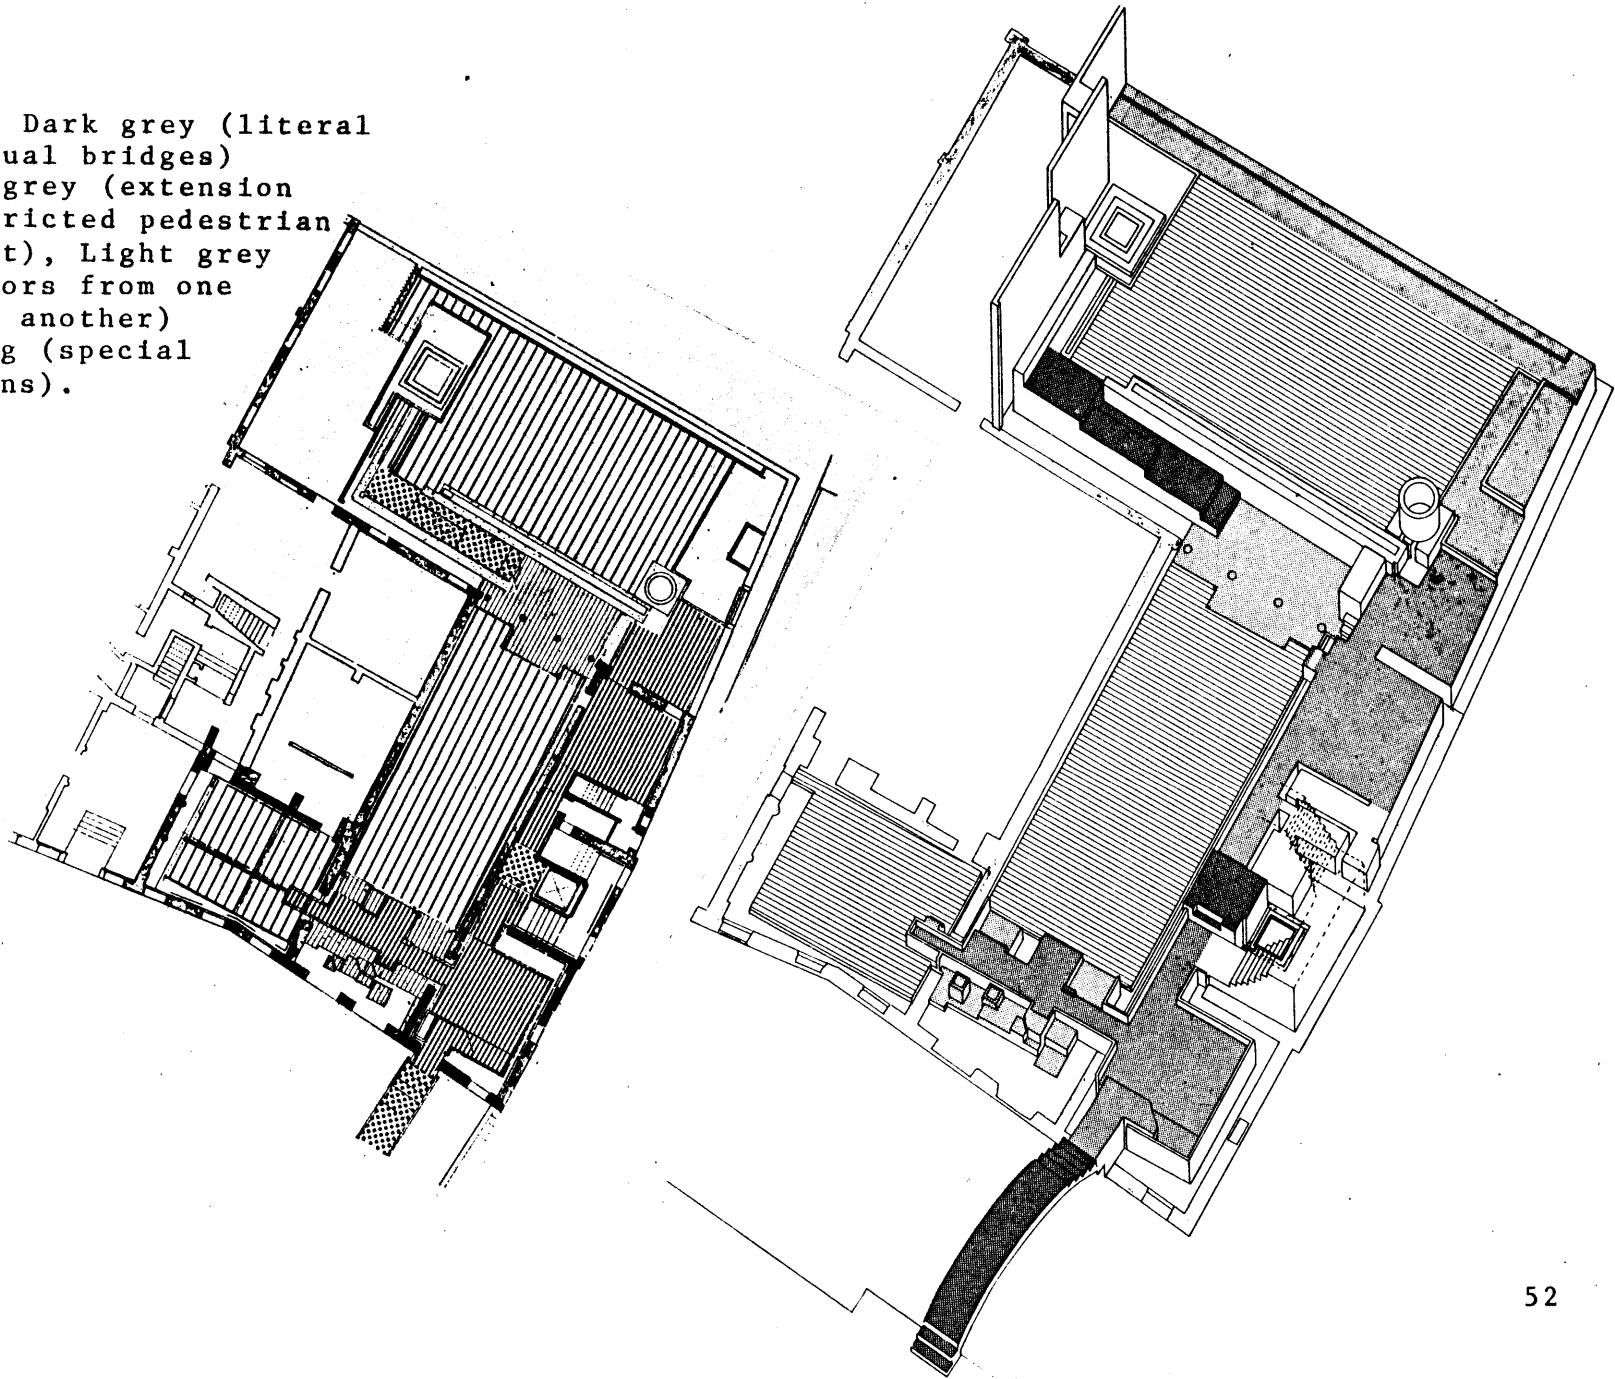 Dark grey (literal
ual bridges)
grey (extension
ricted pedestrian
t), Light grey
ors from one
another)
g (special
ns).
52